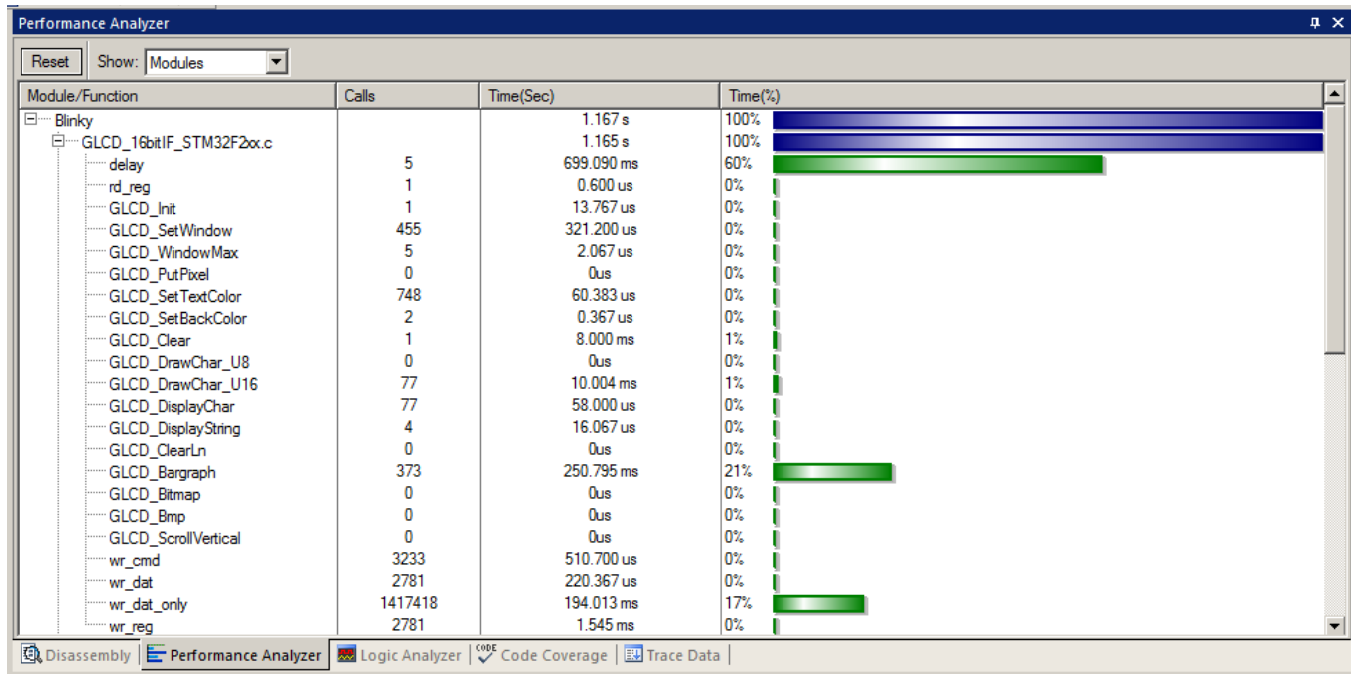 Performance Analyzer
Reset Show: Modules
Module/Function Calls Time(Sec) Time(%)
Blinky 1.167 s 100%
GLCD_16bitIF_STM32F2xx.c 1.165 s 100%
delay 5 699.090 ms 60%
rd_reg 1 0.600 us 0%
GLCD_Init 1 13.767 us 0%
GLCD_SetWindow 455 321.200 us 0%
GLCD_WindowMax 5 2.067 us 0%
GLCD_PutPixel 0 0us 0%
GLCD_SetTextColor 748 60.383 us 0%
GLCD_SetBackColor 2 0.367 us 0%
GLCD_Clear 1 8.000 ms 1%
GLCD_DrawChar_U8 0 0us 0%
GLCD_DrawChar_U16 77 10.004 ms 1%
GLCD_DisplayChar 77 58.000 us 0%
GLCD_DisplayString 4 16.067 us 0%
GLCD_ClearLn 0 0us 0%
GLCD_Bargraph 373 250.795 ms 21%
GLCD_Bitmap 0 0us 0%
GLCD_Bmp 0 0us 0%
GLCD_ScrollVertical 0 0us 0%
wr_cmd 3233 510.700 us 0%
wr_dat 2781 220.367 us 0%
wr_dat_only 1417418 194.013 ms 17%
wr_reg 2781 1.545 ms 0%
Disassembly Performance Analyzer Logic Analyzer CODE Code Coverage Trace Data